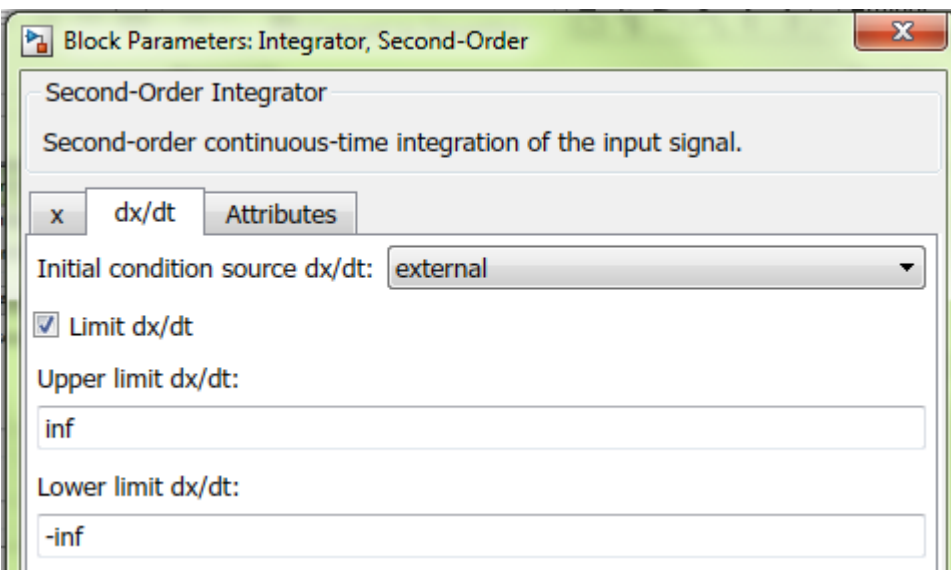 Block Parameters: Integrator, Second-Order
x
Second-Order Integrator
Second-order continuous-time integration of the input signal.
x dx/dt Attributes
Initial condition source dx/dt: external
Limit dx/dt
Upper limit dx/dt:
inf
Lower limit dx/dt:
-inf